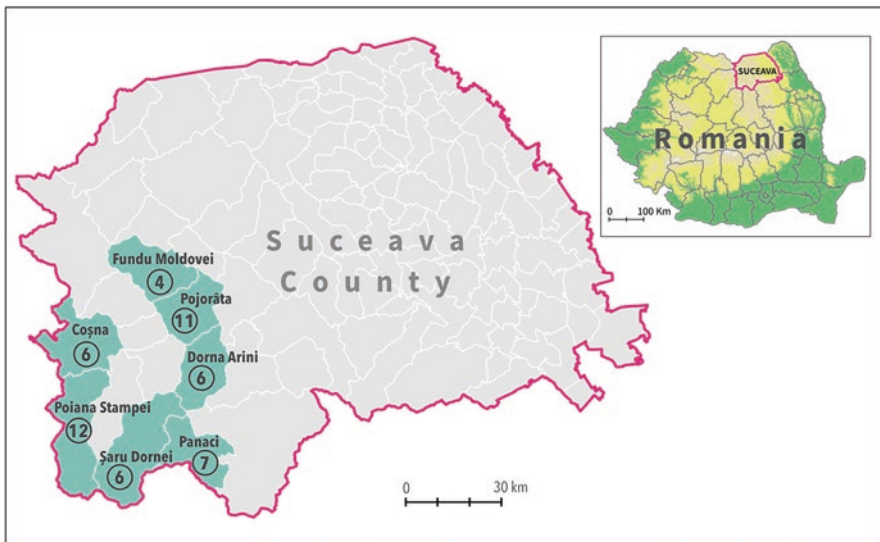 SUCEAVA
Romania
0 100 Km
Suceava
County
Fundu Moldovei
4
Pojorâta
11
Coșna
6
Dorna Arini
6
Poiana Stampei
12
Șaru Dornei
6
Panaci
7
0 30 km